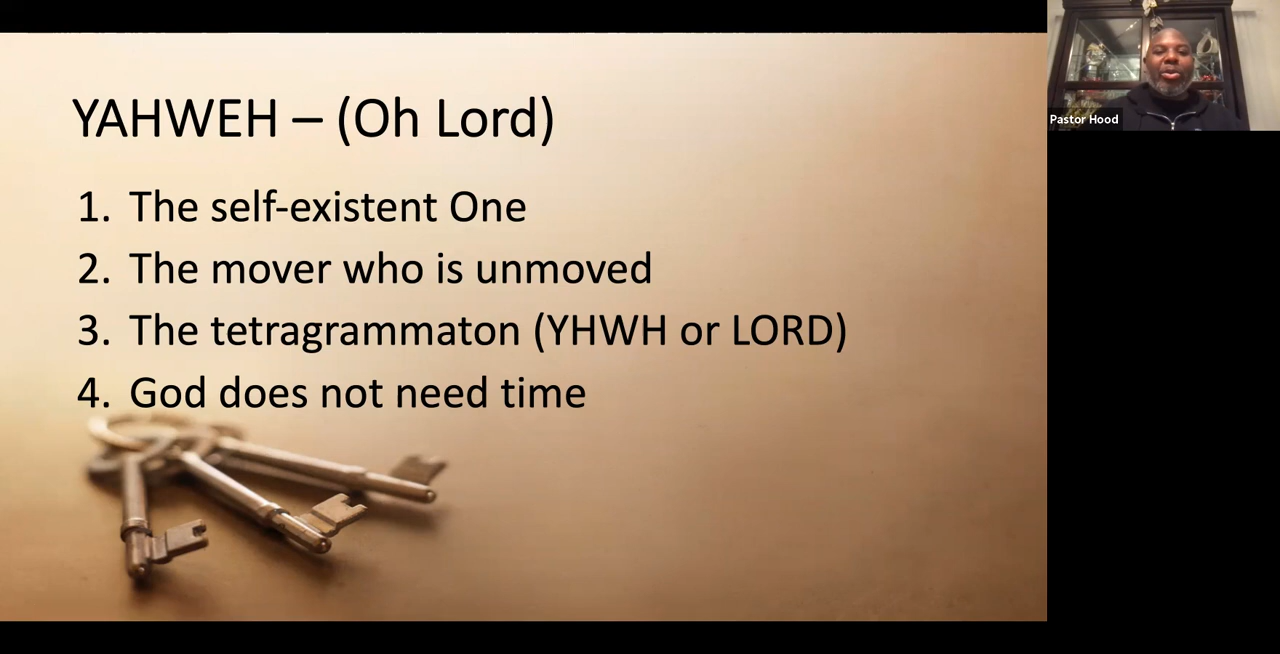 YAHWEH – (Oh Lord)
1. The self-existent One
2. The mover who is unmoved
3. The tetragrammaton (YHWH or LORD)
4. God does not need time
Pastor Hood